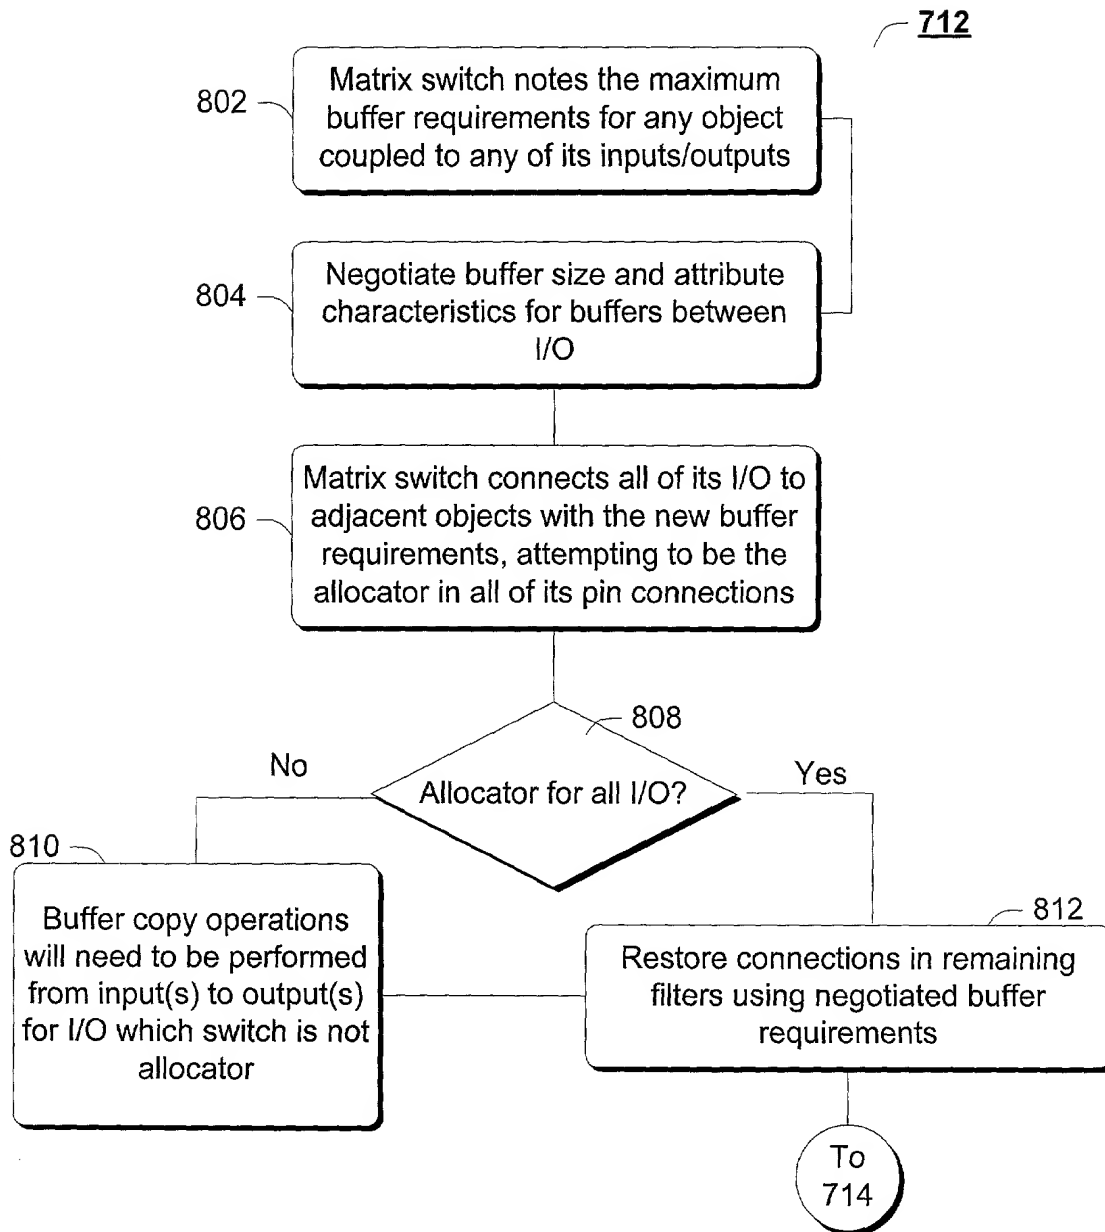 712
802
Matrix switch notes the maximum
buffer requirements for any object
coupled to any of its inputs/outputs
804
Negotiate buffer size and attribute
characteristics for buffers between
I/O
806
Matrix switch connects all of its I/O to
adjacent objects with the new buffer
requirements, attempting to be the
allocator in all of its pin connections
808
No
Allocator for all I/O?
Yes
810
Buffer copy operations
will need to be performed
from input(s) to output(s)
for I/O which switch is not
allocator
812
Restore connections in remaining
filters using negotiated buffer
requirements
To
714